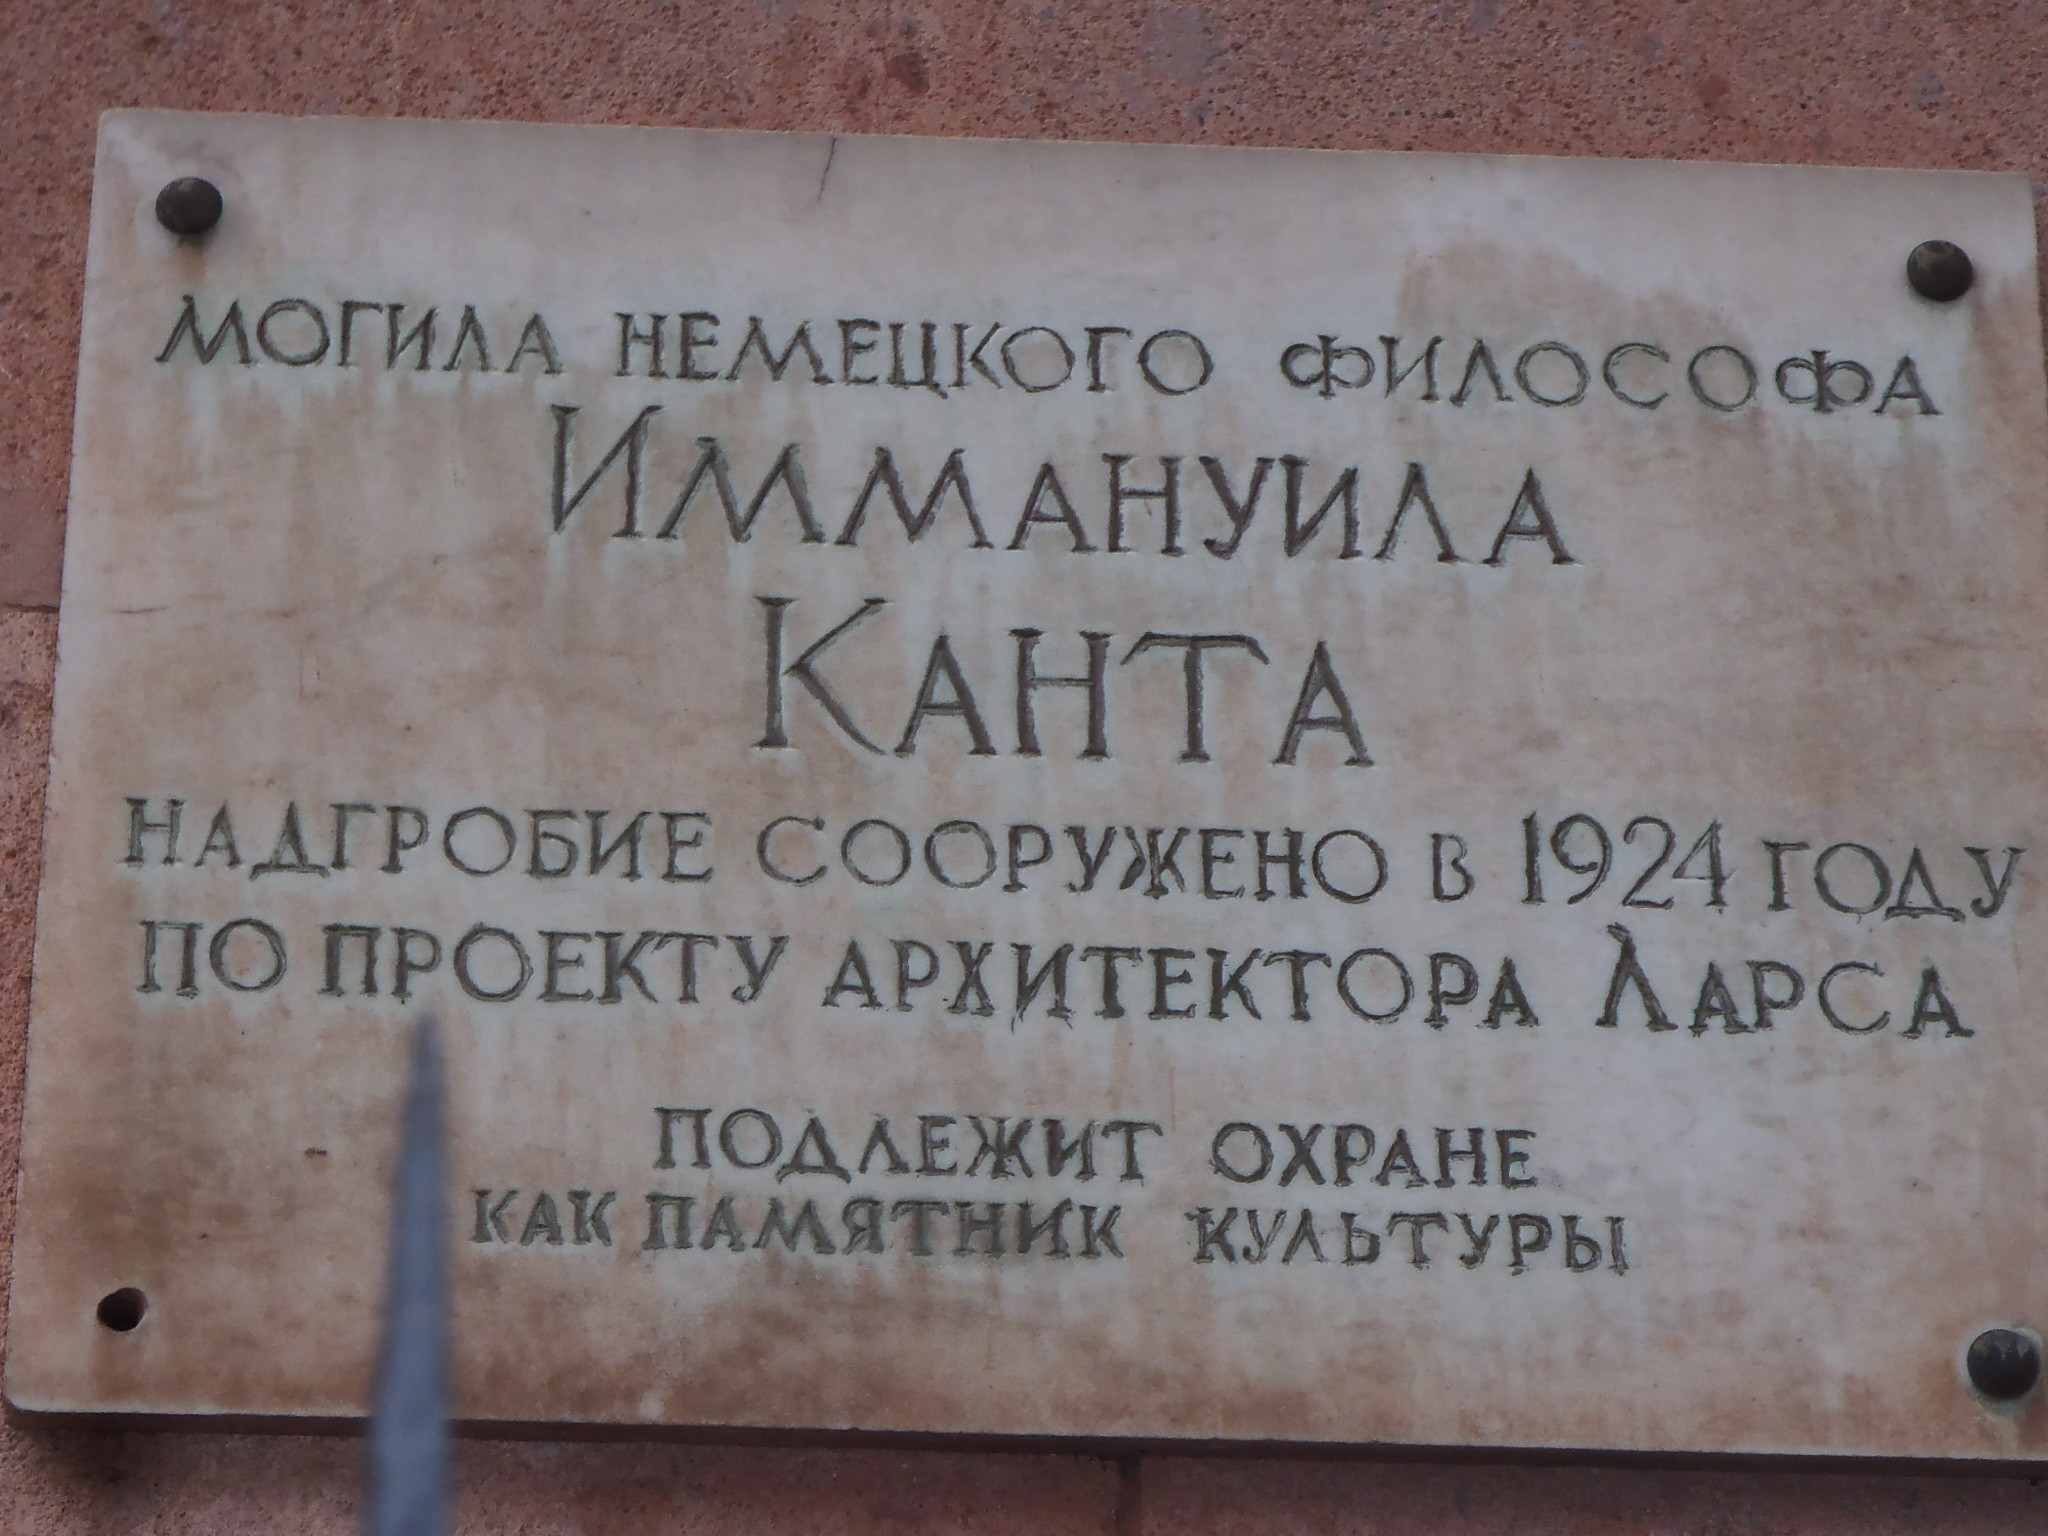 МОГИЛА НЕМЕЦКОГО ФИЛОСОФА
ИММАНУИЛА
КАНТА
НАДГРОБИЕ СООРУЖЕНО В 1924 ГОДУ
ПО ПРОЕКТУ АРХИТЕКТОРА ЛАРСА
ПОДЛЕЖИТ ОХРАНЕ
КАК ПАМЯТНИК КУЛЬТУРЫ